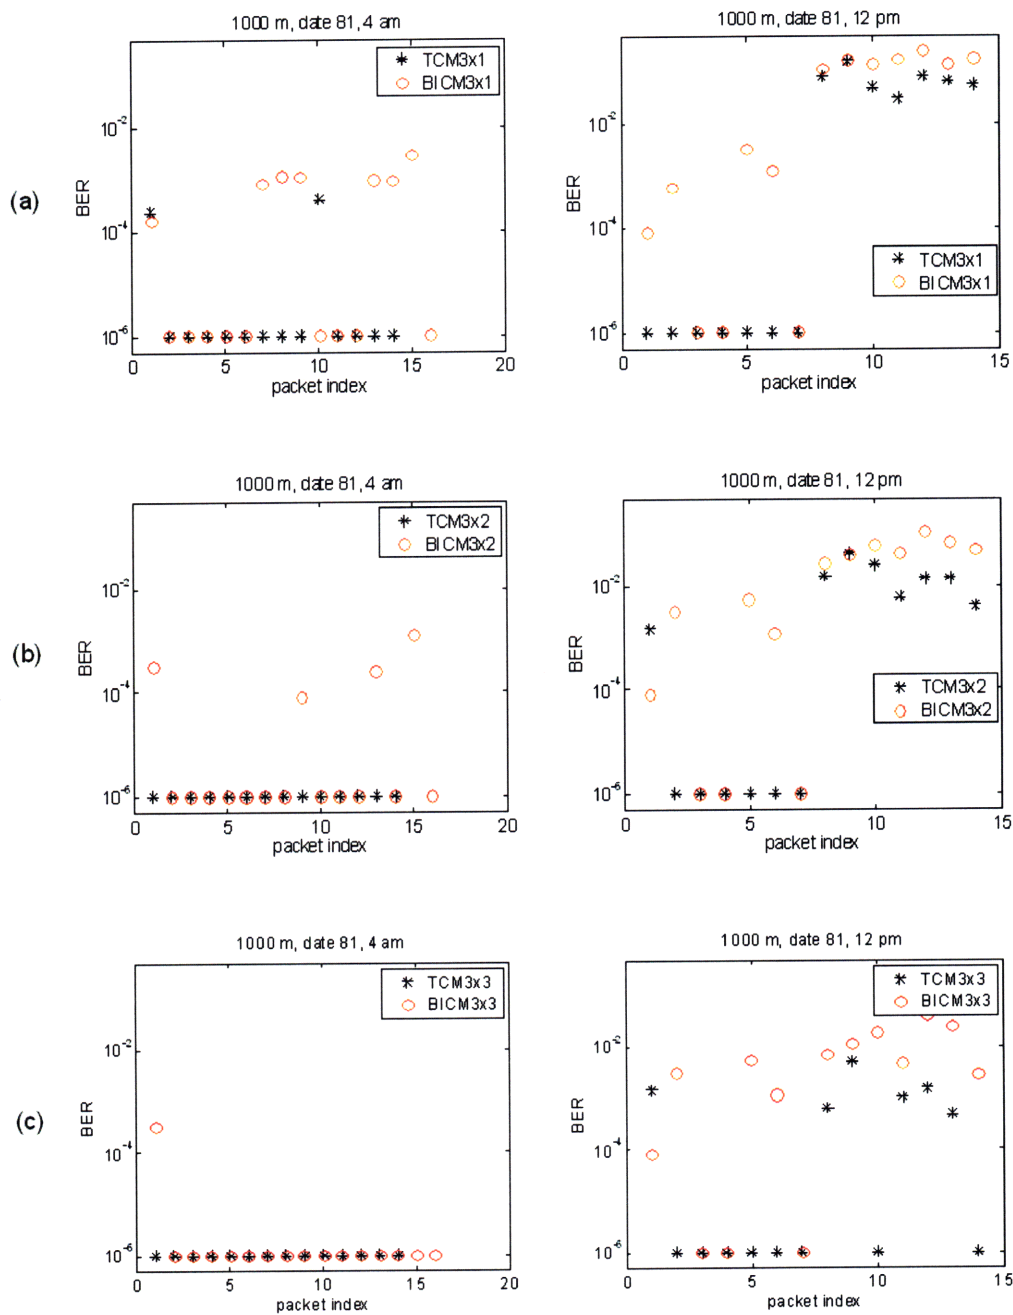 1000 m, date 81, 4 am
TCM3x1
BICM3x1
10^-2
10^-4
10^-6
BER
0 5 10 15 20
packet index
1000 m, date 81, 12 pm
10^-2
10^-4
10^-6
BER
TCM3x1
BICM3x1
0 5 10 15
packet index
(a)
1000 m, date 81, 4 am
TCM3x2
BICM3x2
10^-2
10^-4
10^-6
BER
0 5 10 15 20
packet index
1000 m, date 81, 12 pm
10^-2
10^-4
10^-6
BER
TCM3x2
BICM3x2
0 5 10 15
packet index
(b)
1000 m, date 81, 4 am
TCM3x3
BICM3x3
10^-2
10^-4
10^-6
BER
0 5 10 15 20
packet index
1000 m, date 81, 12 pm
TCM3x3
BICM3x3
10^-2
10^-4
10^-6
BER
0 5 10 15
packet index
(c)